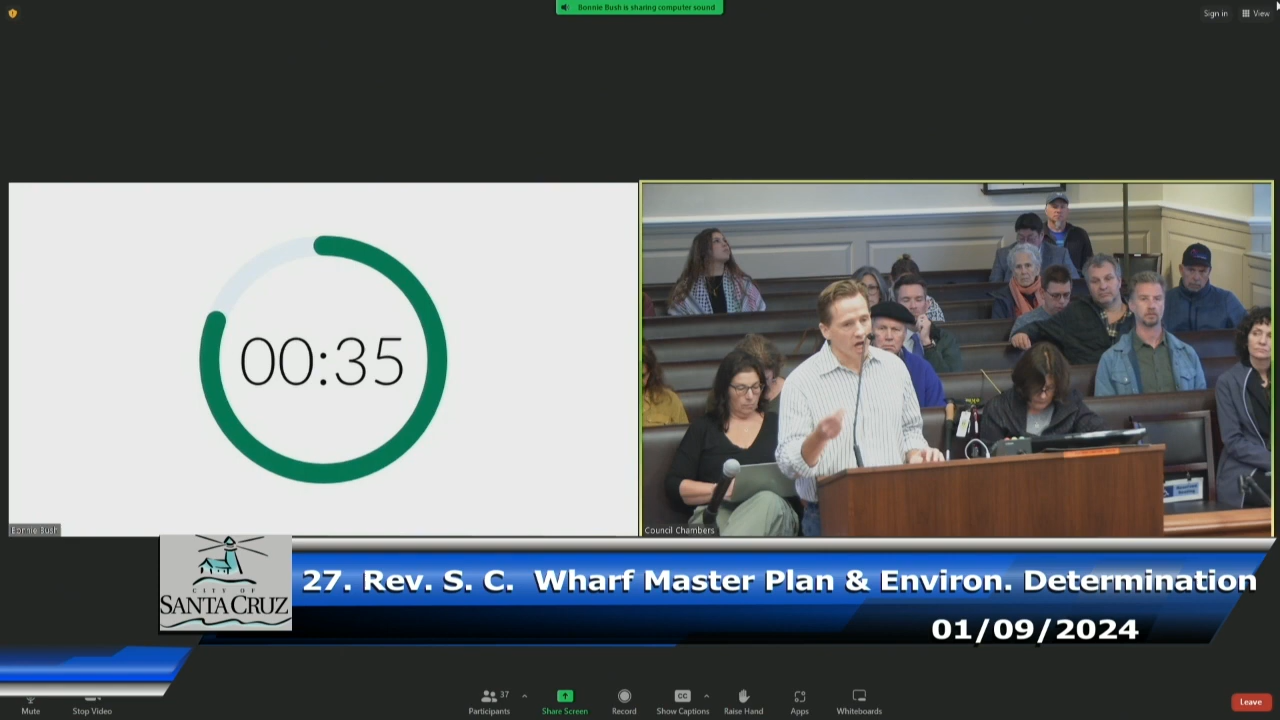 Bonnie Bush is sharing computer sound
Sign in
View
00:35
Bonnie Bush
Council Chambers
CITY OF
SANTA CRUZ
27. Rev. S. C. Wharf Master Plan & Environ. Determination
01/09/2024
Mute
Stop Video
Participants
37
Share Screen
CC
Record
Show Captions
Raise Hand
Apps
Whiteboards
Leave